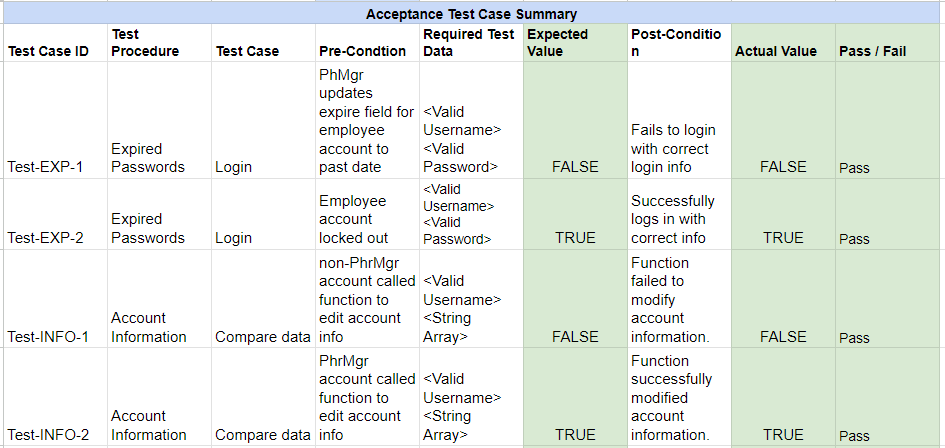 Acceptance Test Case Summary
Test Case ID
Test
Procedure
Test Case
Pre-Condtion
Required Test
Data
Expected
Value
Post-Conditio
n
Actual Value
Pass / Fail
Test-EXP-1
Expired
Passwords
Login
PhMgr
updates
expire field for
employee
account to
past date
<Valid
Username>
<Valid
Password>
FALSE
Fails to login
with correct
login info
FALSE
Pass
Test-EXP-2
Expired
Passwords
Login
Employee
account
locked out
<Valid
Username>
<Valid
Password>
TRUE
Successfully
logs in with
correct info
TRUE
Pass
Test-INFO-1
Account
Information
Compare data
non-PhrMgr
account called
function to
edit account
info
<Valid
Username>
<String
Array>
FALSE
Function
failed to
modify
account
information.
FALSE
Pass
Test-INFO-2
Account
Information
Compare data
PhrMgr
account called
function to
edit account
info
<Valid
Username>
<String
Array>
TRUE
Function
successfully
modified
account
information.
TRUE
Pass